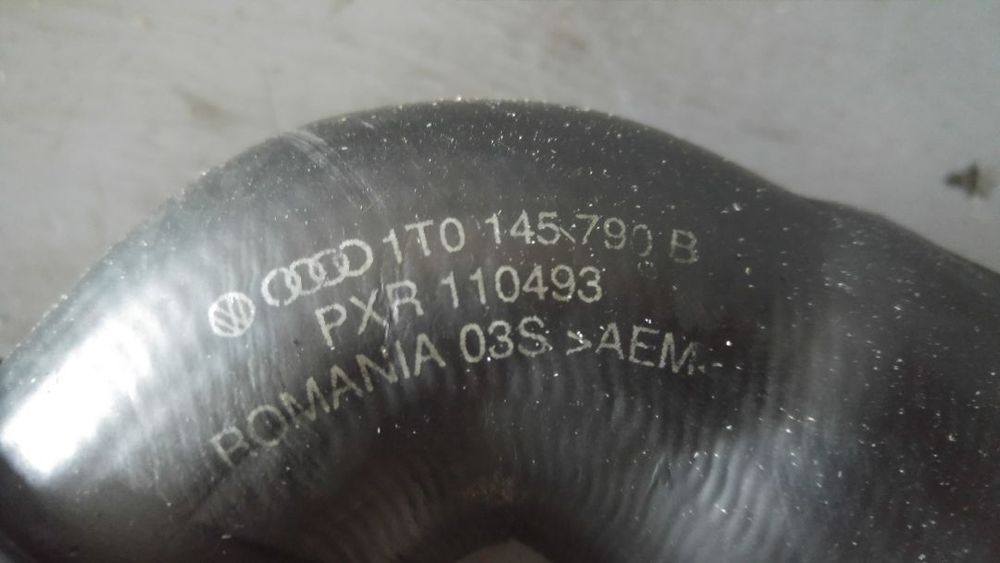 1T0 145 790 B
PXR 110493
ROMANIA 03S >AEM